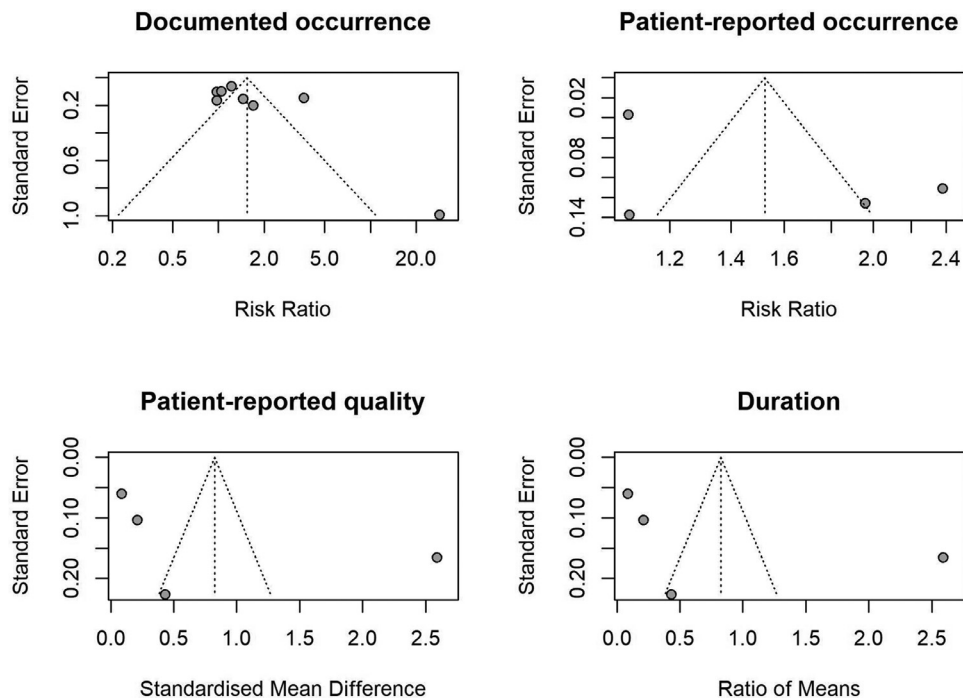 Documented occurrence
Standard Error
0.2
0.6
1.0
0.2 0.5 2.0 5.0 20.0
Risk Ratio
Patient-reported occurrence
Standard Error
0.02
0.08
0.14
1.2 1.4 1.6 2.0 2.4
Risk Ratio
Patient-reported quality
Standard Error
0.00
0.10
0.20
0.0 0.5 1.0 1.5 2.0 2.5
Standardised Mean Difference
Duration
Standard Error
0.00
0.10
0.20
0.0 0.5 1.0 1.5 2.0 2.5
Ratio of Means